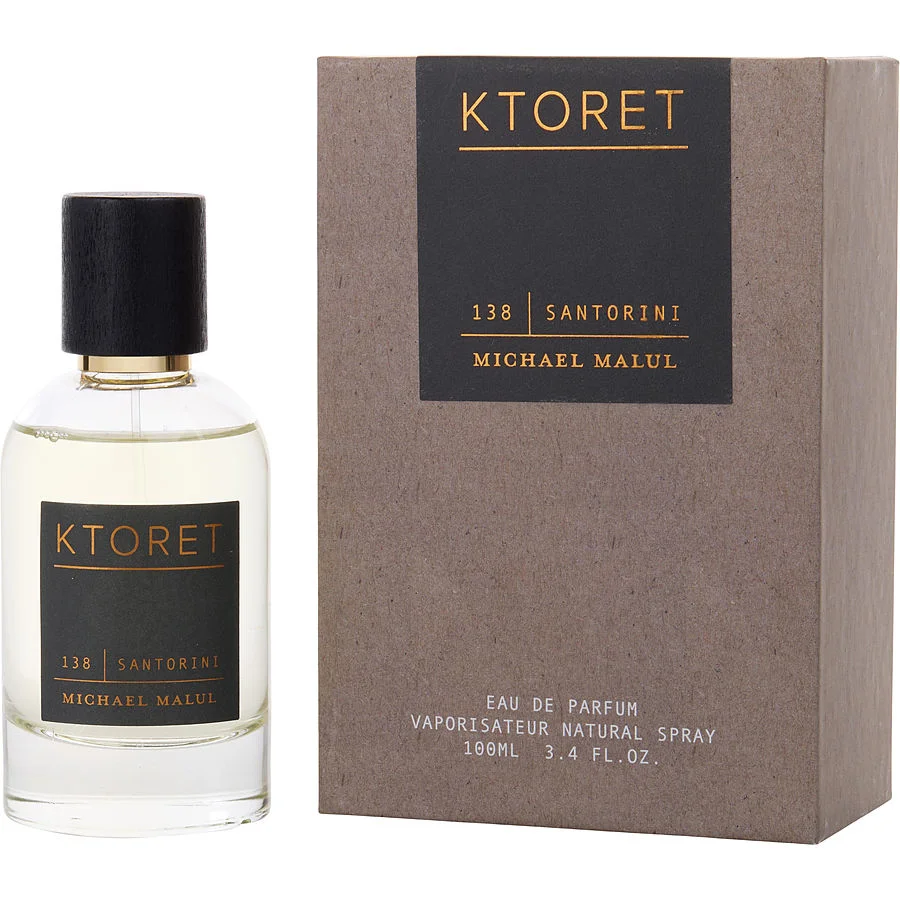 KTORET
138 | SANTORINI
MICHAEL MALUL
EAU DE PARFUM
VAPORISATEUR NATURAL SPRAY
100ML 3.4 FL.OZ.
KTORET
138 | SANTORINI
MICHAEL MALUL